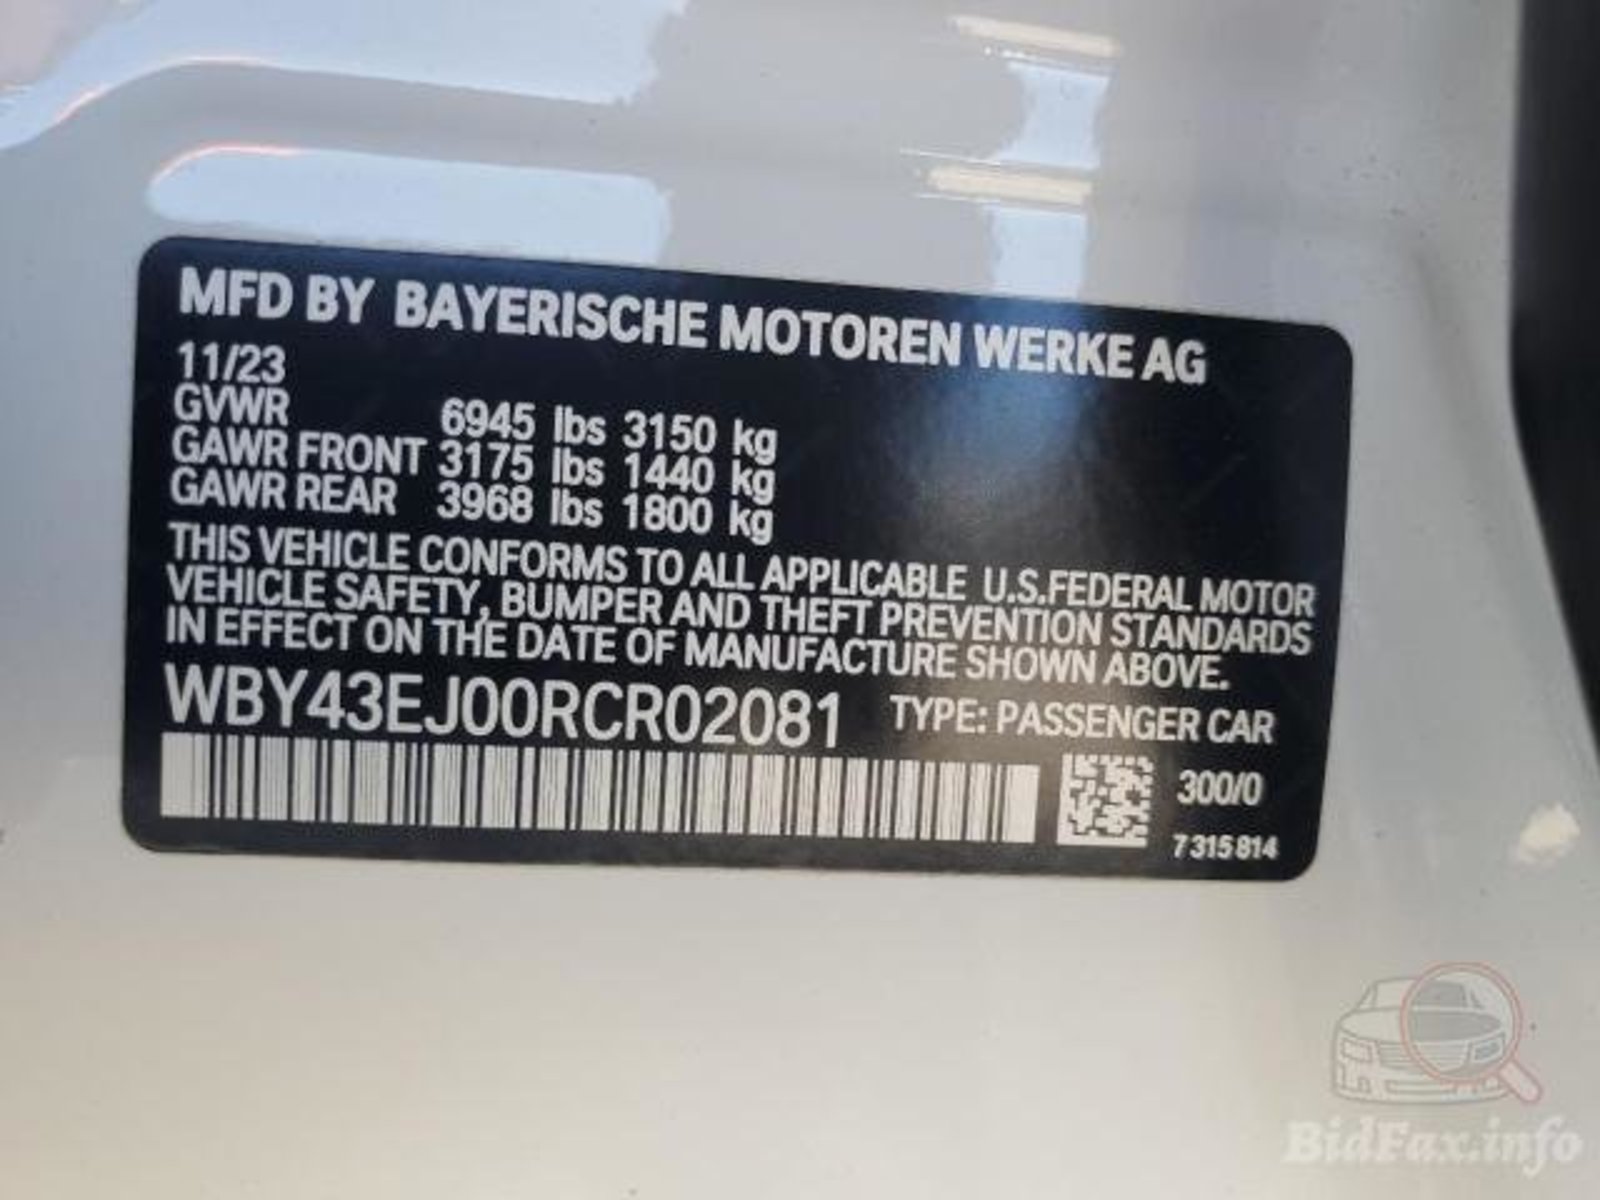 MFD BY BAYERISCHE MOTOREN WERKE AG
11/23
GVWR 6945 lbs 3150 kg
GAWR FRONT 3175 lbs 1440 kg
GAWR REAR 3968 lbs 1800 kg
THIS VEHICLE CONFORMS TO ALL APPLICABLE U.S.FEDERAL MOTOR
VEHICLE SAFETY, BUMPER AND THEFT PREVENTION STANDARDS
IN EFFECT ON THE DATE OF MANUFACTURE SHOWN ABOVE.
WBY43EJ00RCR02081 TYPE: PASSENGER CAR
300/0
7 315 814
BidFax.info